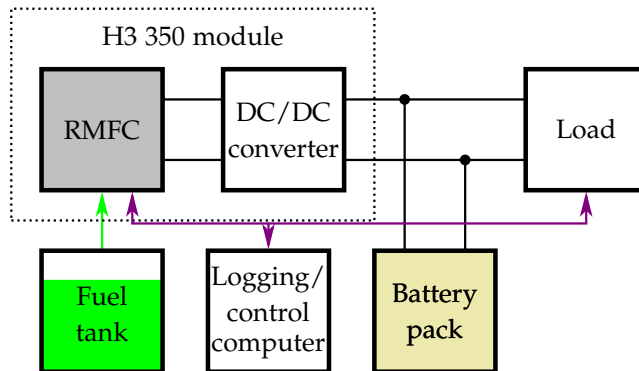 H3 350 module
RMFC
DC/DC
converter
Load
Fuel
tank
Logging/
control
computer
Battery
pack